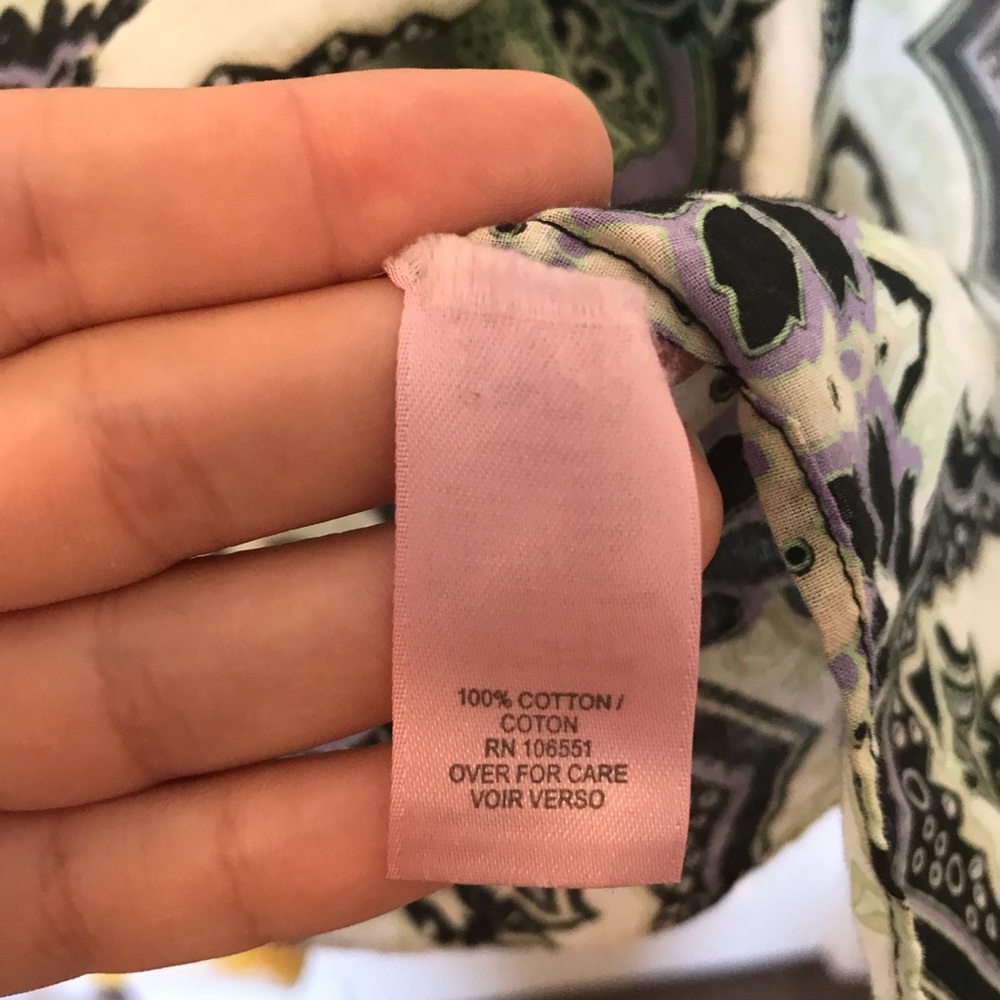 100% COTTON /
COTON
RN 106551
OVER FOR CARE
VOIR VERSO